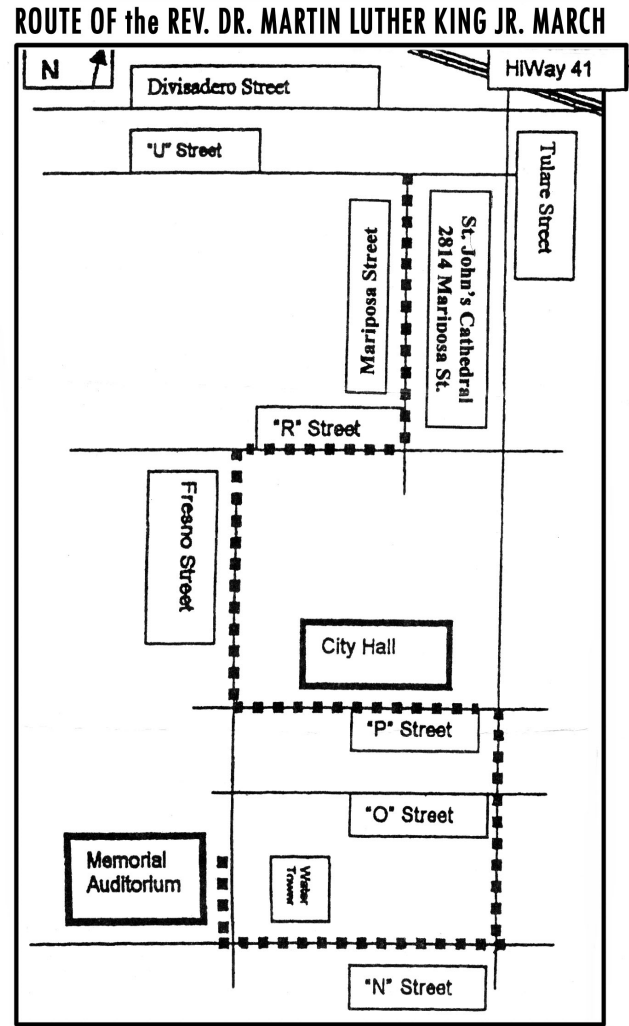 ROUTE OF the REV. DR. MARTIN LUTHER KING JR. MARCH
N
HiWay 41
Divisadero Street
"U" Street
Tulare Street
Mariposa Street
St. John's Cathedral
2814 Mariposa St.
"R" Street
Fresno Street
City Hall
"P" Street
"O" Street
Memorial
Auditorium
Water
Tower
"N" Street